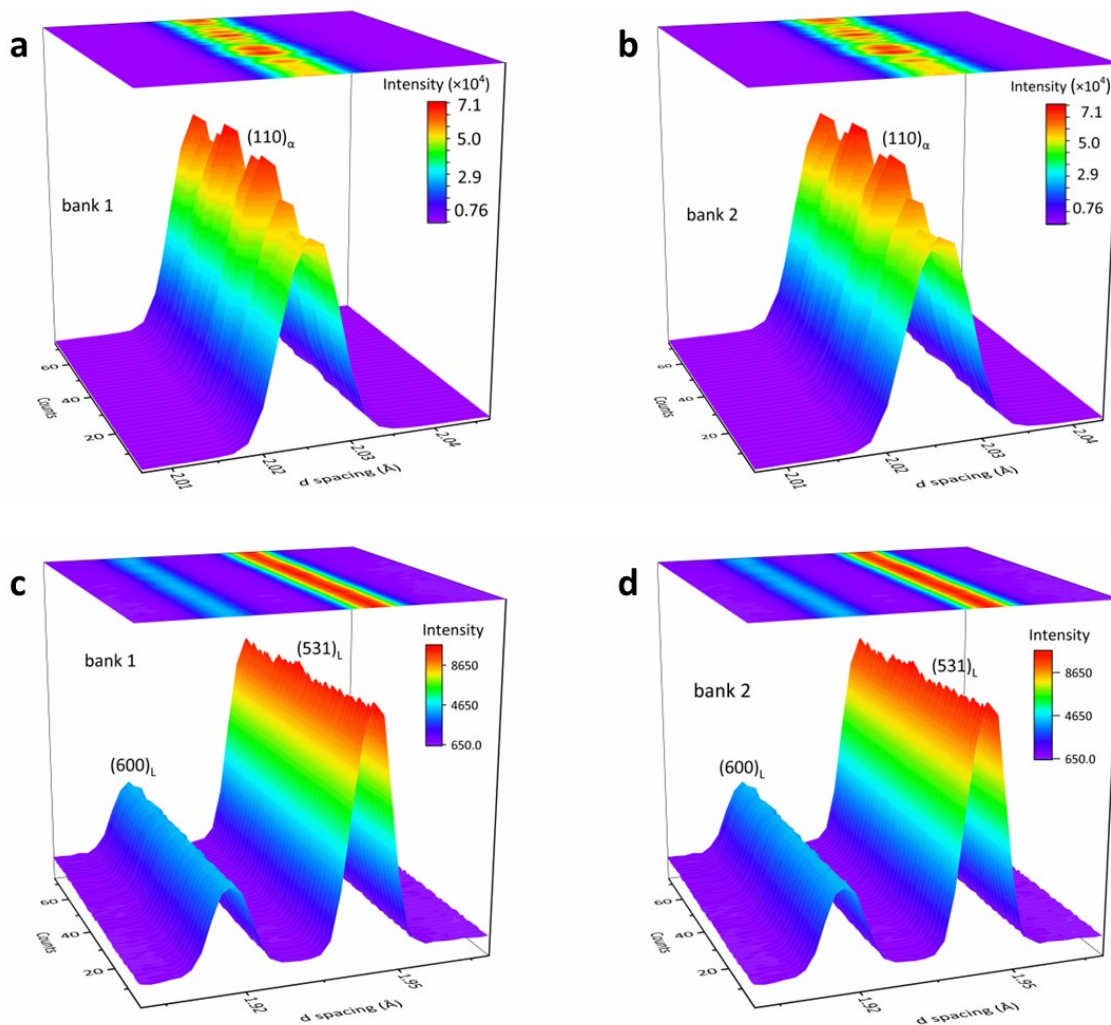 a
Intensity (×10⁴)
7.1
5.0
2.9
0.76
(110)α
bank 1
60
40
20
Counts
2.01
2.02
2.03
2.04
d spacing (Å)
b
Intensity (×10⁴)
7.1
5.0
2.9
0.76
(110)α
bank 2
60
40
20
Counts
2.01
2.02
2.03
2.04
d spacing (Å)
c
Intensity
8650
4650
650.0
bank 1
(531)L
(600)L
60
40
20
Counts
1.92
1.95
d spacing (Å)
d
Intensity
8650
4650
650.0
bank 2
(531)L
(600)L
60
40
20
Counts
1.92
1.95
d spacing (Å)